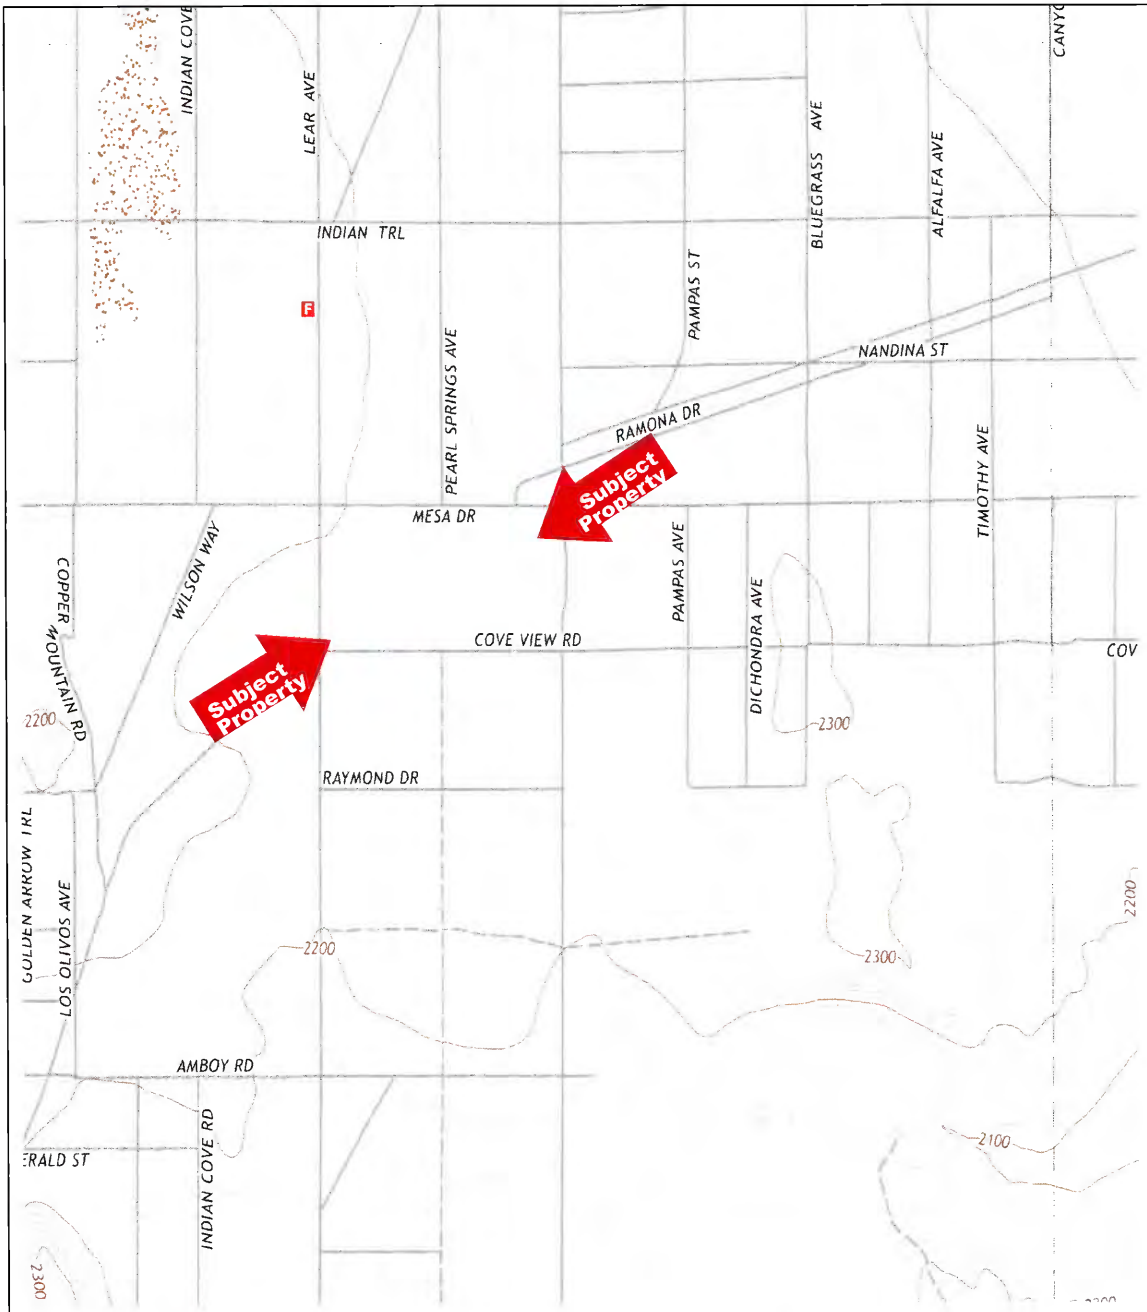 INDIAN COVE
LEAR AVE
BLUEGRASS AVE
ALFALFA AVE
CANYO
INDIAN TRL
F
PAMPAS ST
PEARL SPRINGS AVE
NANDINA ST
RAMONA DR
TIMOTHY AVE
Subject
Property
MESA DR
WILSON WAY
COPPER MOUNTAIN RD
PAMPAS AVE
DICHONDRA AVE
COVE VIEW RD
COV
Subject
Property
2200
2300
RAYMOND DR
GOLDEN ARROW TRL
LOS OLIVOS AVE
2200
2300
2200
AMBOY RD
INDIAN COVE RD
2100
ERALD ST
2300